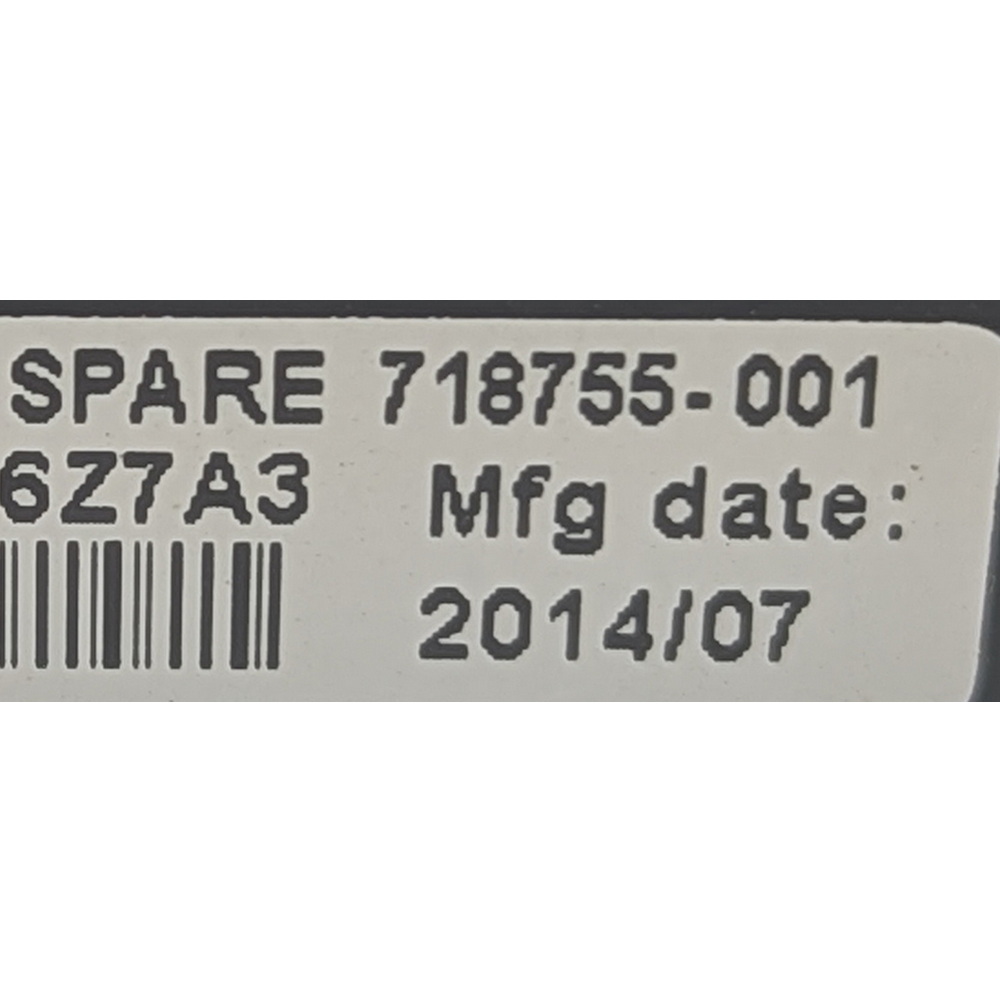 SPARE 718755-001
6Z7A3
Mfg date:
2014/07